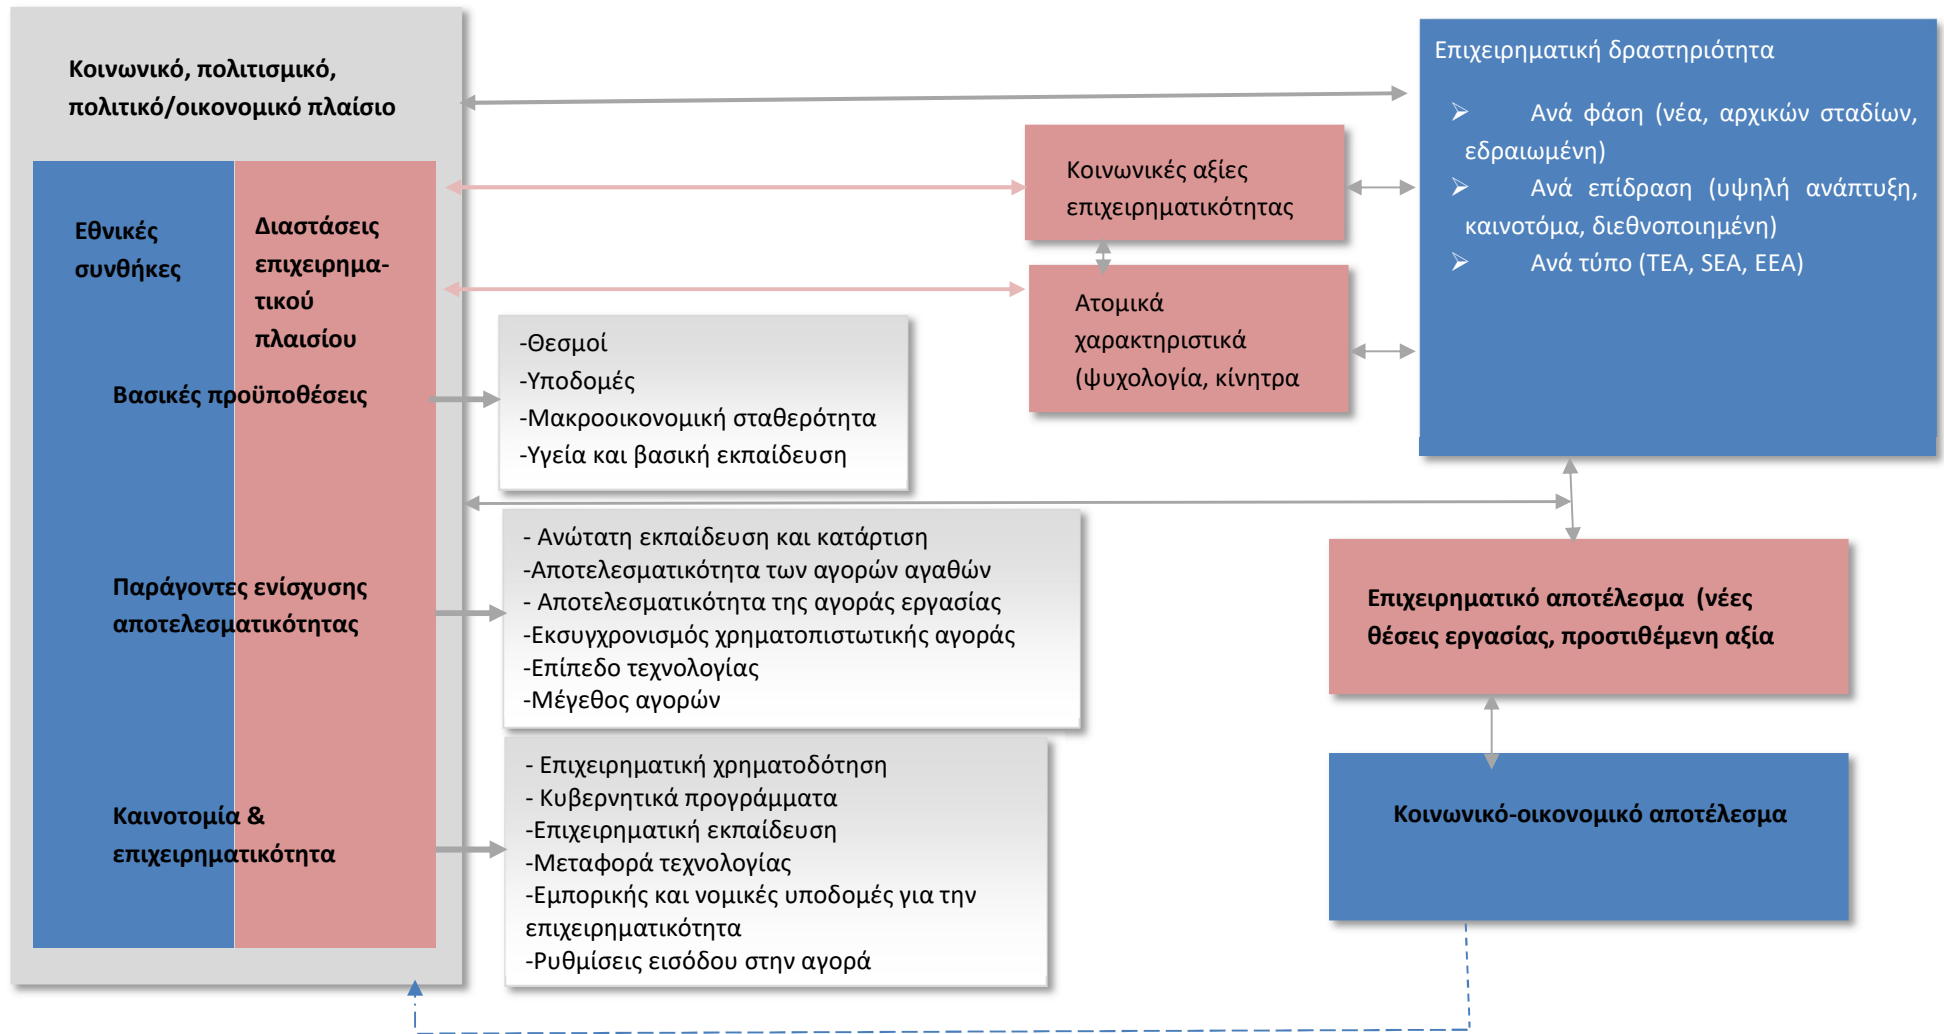 Κοινωνικό, πολιτισμικό,
πολιτικό/οικονομικό πλαίσιο
Εθνικές
συνθήκες
Διαστάσεις
επιχειρημα-
τικού
πλαισίου
Βασικές προϋποθέσεις
Παράγοντες ενίσχυσης
αποτελεσματικότητας
Καινοτομία &
επιχειρηματικότητα
-Θεσμοί
-Υποδομές
-Μακροοικονομική σταθερότητα
-Υγεία και βασική εκπαίδευση
- Ανώτατη εκπαίδευση και κατάρτιση
-Αποτελεσματικότητα των αγορών αγαθών
- Αποτελεσματικότητα της αγοράς εργασίας
-Εκσυγχρονισμός χρηματοπιστωτικής αγοράς
-Επίπεδο τεχνολογίας
-Μέγεθος αγορών
- Επιχειρηματική χρηματοδότηση
- Κυβερνητικά προγράμματα
-Επιχειρηματική εκπαίδευση
-Μεταφορά τεχνολογίας
-Εμπορικής και νομικές υποδομές για την
επιχειρηματικότητα
-Ρυθμίσεις εισόδου στην αγορά
Κοινωνικές αξίες
επιχειρηματικότητας
Ατομικά
χαρακτηριστικά
(ψυχολογία, κίνητρα
Επιχειρηματική δραστηριότητα
➢ Ανά φάση (νέα, αρχικών σταδίων,
εδραιωμένη)
➢ Ανά επίδραση (υψηλή ανάπτυξη,
καινοτόμα, διεθνοποιημένη)
➢ Ανά τύπο (TEA, SEA, EEA)
Επιχειρηματικό αποτέλεσμα (νέες
θέσεις εργασίας, προστιθέμενη αξία
Κοινωνικό-οικονομικό αποτέλεσμα